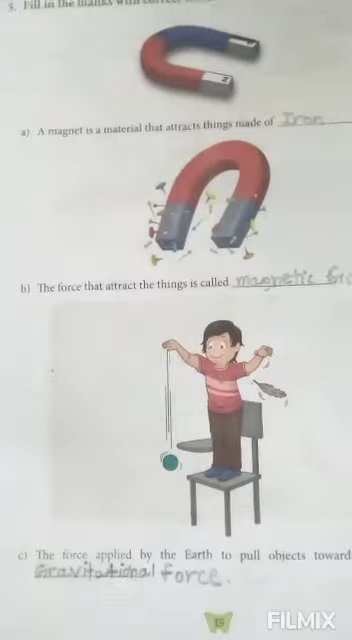 5. Fill in the blanks with correct
N
a) A magnet is a material that attracts things made of Iron
b) The force that attract the things is called magnetic for
c) The force applied by the Earth to pull objects toward
Gravitational force.
15
FILMIX